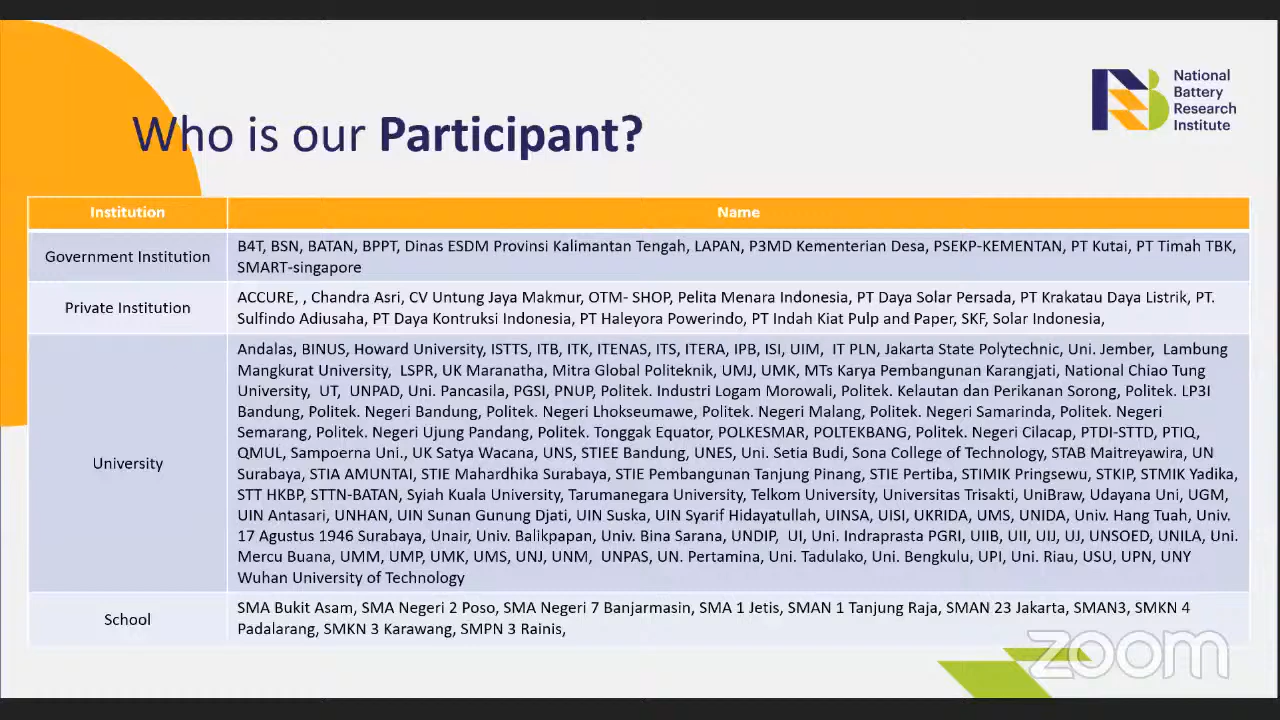 National
Battery
Research
Institute
Who is our Participant?
Institution
Name
Government Institution
B4T, BSN, BATAN, BPPT, Dinas ESDM Provinsi Kalimantan Tengah, LAPAN, P3MD Kementerian Desa, PSEKP-KEMENTAN, PT Kutai, PT Timah TBK,
SMART-singapore
Private Institution
ACCURE, , Chandra Asri, CV Untung Jaya Makmur, OTM- SHOP, Pelita Menara Indonesia, PT Daya Solar Persada, PT Krakatau Daya Listrik, PT.
Sulfindo Adiusaha, PT Daya Kontruksi Indonesia, PT Haleyora Powerindo, PT Indah Kiat Pulp and Paper, SKF, Solar Indonesia,
University
Andalas, BINUS, Howard University, ISTTS, ITB, ITK, ITENAS, ITS, ITERA, IPB, ISI, UIM, IT PLN, Jakarta State Polytechnic, Uni. Jember, Lambung
Mangkurat University, LSPR, UK Maranatha, Mitra Global Politeknik, UMJ, UMK, MTs Karya Pembangunan Karangjati, National Chiao Tung
University, UT, UNPAD, Uni. Pancasila, PGSI, PNUP, Politek. Industri Logam Morowali, Politek. Kelautan dan Perikanan Sorong, Politek. LP3I
Bandung, Politek. Negeri Bandung, Politek. Negeri Lhokseumawe, Politek. Negeri Malang, Politek. Negeri Samarinda, Politek. Negeri
Semarang, Politek. Negeri Ujung Pandang, Politek. Tonggak Equator, POLKESMAR, POLTEKBANG, Politek. Negeri Cilacap, PTDI-STTD, PTIQ,
QMUL, Sampoerna Uni., UK Satya Wacana, UNS, STIEE Bandung, UNES, Uni. Setia Budi, Sona College of Technology, STAB Maitreyawira, UN
Surabaya, STIA AMUNTAI, STIE Mahardhika Surabaya, STIE Pembangunan Tanjung Pinang, STIE Pertiba, STIMIK Pringsewu, STKIP, STMIK Yadika,
STT HKBP, STTN-BATAN, Syiah Kuala University, Tarumanegara University, Telkom University, Universitas Trisakti, UniBraw, Udayana Uni, UGM,
UIN Antasari, UNHAN, UIN Sunan Gunung Djati, UIN Suska, UIN Syarif Hidayatullah, UINSA, UISI, UKRIDA, UMS, UNIDA, Univ. Hang Tuah, Univ.
17 Agustus 1946 Surabaya, Unair, Univ. Balikpapan, Univ. Bina Sarana, UNDIP, UI, Uni. Indraprasta PGRI, UIIB, UII, UIJ, UJ, UNSOED, UNILA, Uni.
Mercu Buana, UMM, UMP, UMK, UMS, UNJ, UNM, UNPAS, UN. Pertamina, Uni. Tadulako, Uni. Bengkulu, UPI, Uni. Riau, USU, UPN, UNY
Wuhan University of Technology
School
SMA Bukit Asam, SMA Negeri 2 Poso, SMA Negeri 7 Banjarmasin, SMA 1 Jetis, SMAN 1 Tanjung Raja, SMAN 23 Jakarta, SMAN3, SMKN 4
Padalarang, SMKN 3 Karawang, SMPN 3 Rainis,
zoom